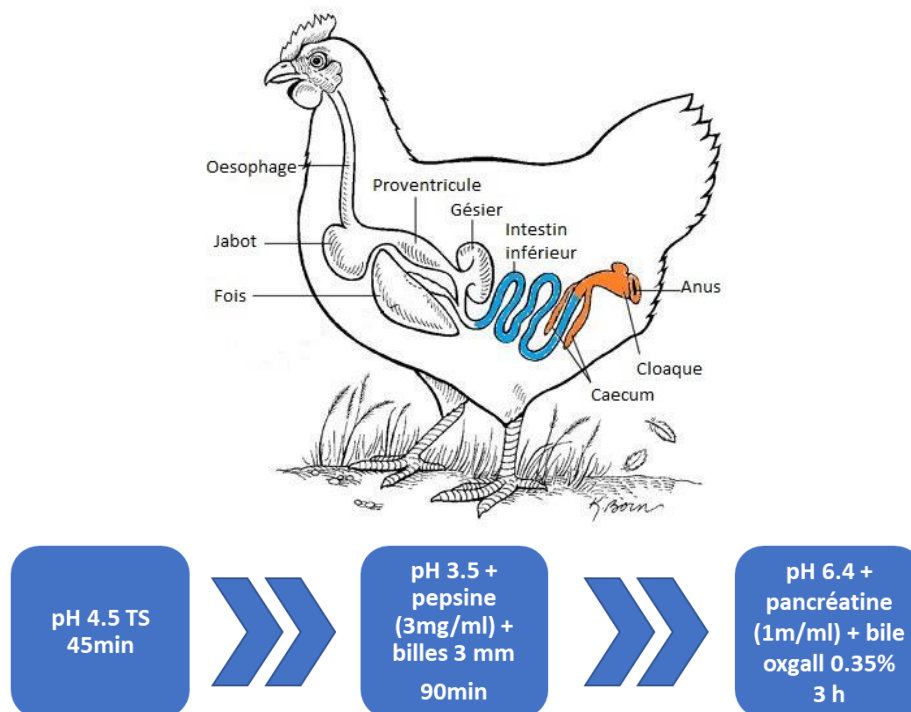 Oesophage
Proventricule
Gésier
Jabot
Intestin
inférieur
Fois
Anus
Cloaque
Caecum
K. Born
pH 4.5 TS
45min
pH 3.5 +
pepsine
(3mg/ml) +
billes 3 mm
90min
pH 6.4 +
pancréatine
(1m/ml) + bile
oxgall 0.35%
3 h